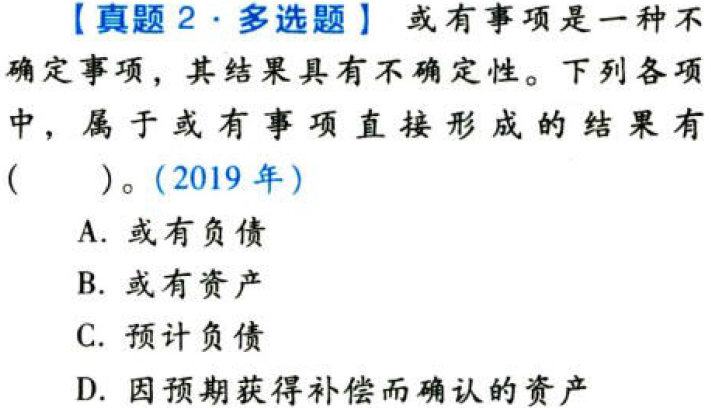 【真题 2·多选题】 或有事项是一种不
确定事项，其结果具有不确定性。下列各项
中，属于或有事项直接形成的结果有
(　　)。(2019 年)
A. 或有负债
B. 或有资产
C. 预计负债
D. 因预期获得补偿而确认的资产